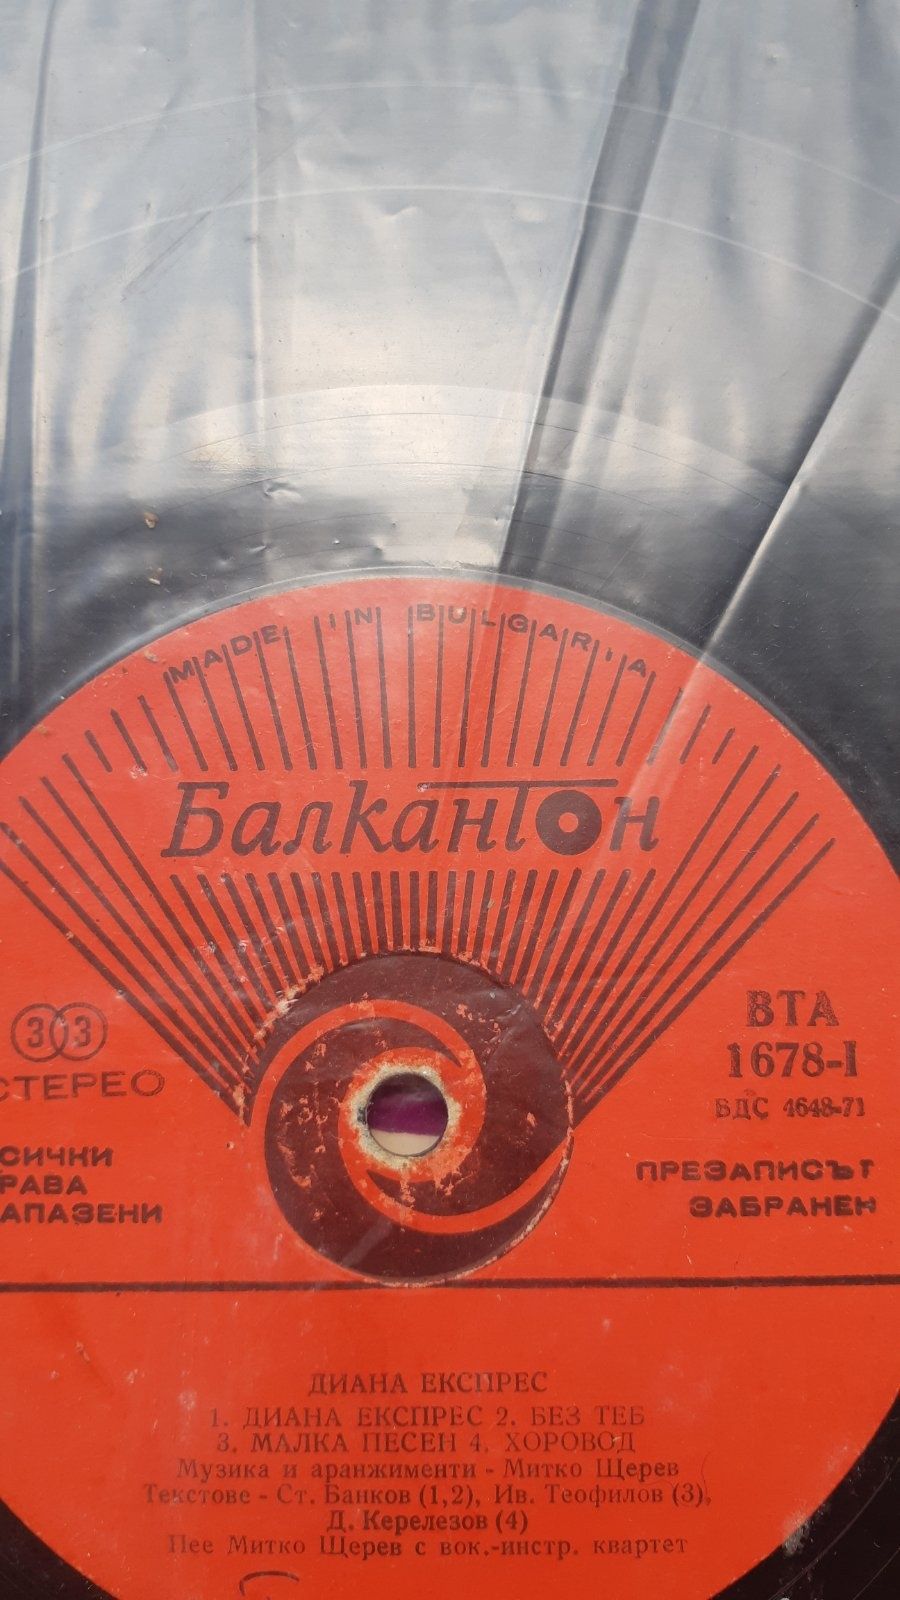 MADE IN BULGARIA
Балкантон
33
СТЕРЕО
ВТА
1678-I
БДС 4648-71
СИЧКИ
РАВА
АПАЗЕНИ
ПРЕЗАПИСЪТ
ЗАБРАНЕН
ДИАНА ЕКСПРЕС
1. ДИАНА ЕКСПРЕС 2. БЕЗ ТЕБ
3. МАЛКА ПЕСЕН 4. ХОРОВОД
Музика и аранжименти - Митко Щерев
Текстове - Ст. Банков (1,2), Ив. Теофилов (3),
Д. Керелезов (4)
Пее Митко Щерев с вок.-инстр. квартет